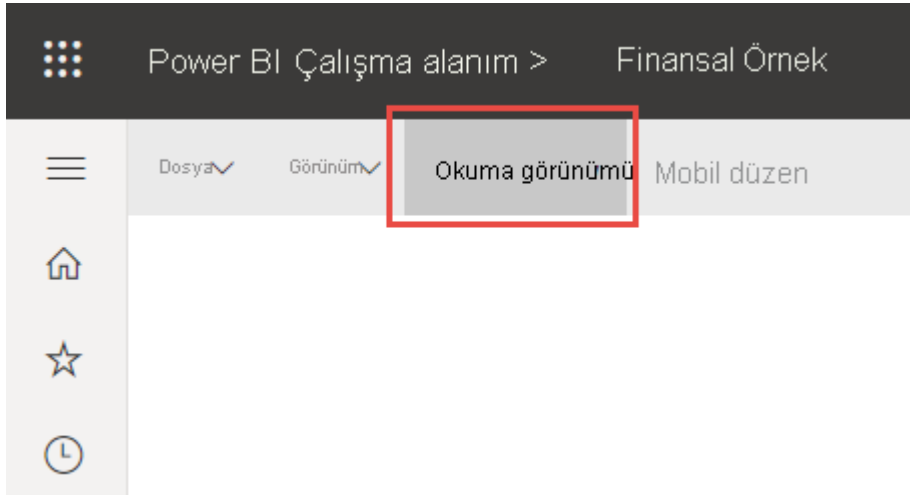 Power BI Çalışma alanım > Finansal Örnek
Dosya Görünüm Okuma görünümü Mobil düzen